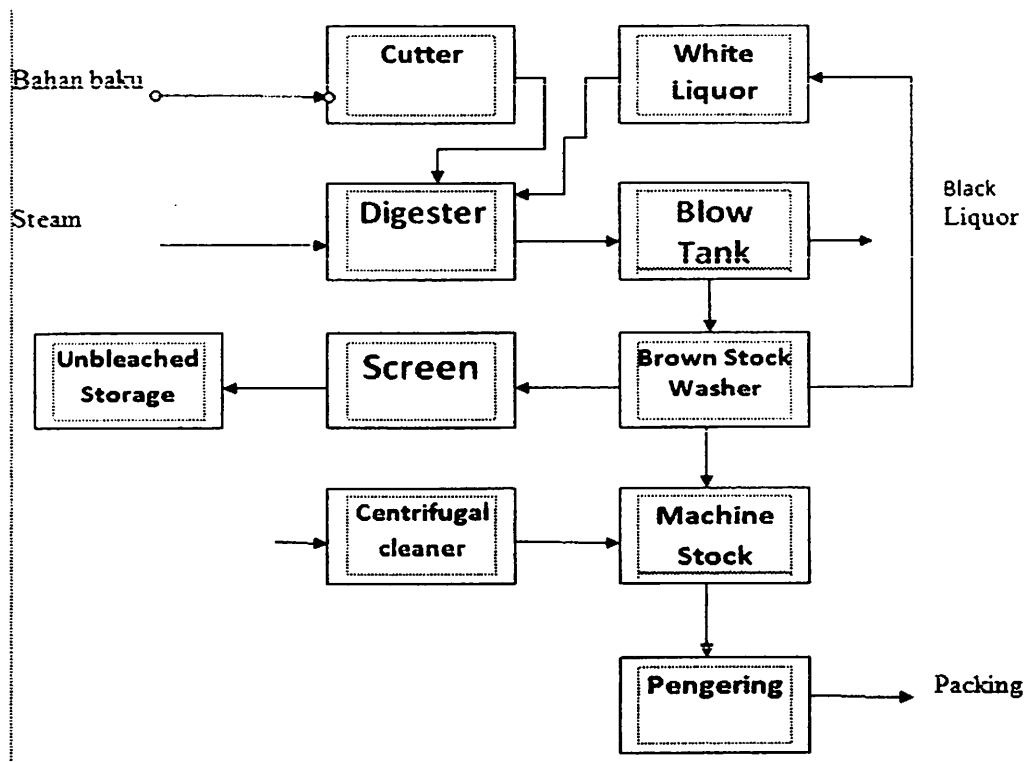 Cutter
White
Liquor
Bahan baku
Digester
Blow
Tank
Black
Liquor
Steam
Unbleached
Storage
Screen
Brown Stock
Washer
Centrifugal
cleaner
Machine
Stock
Pengering
Packing